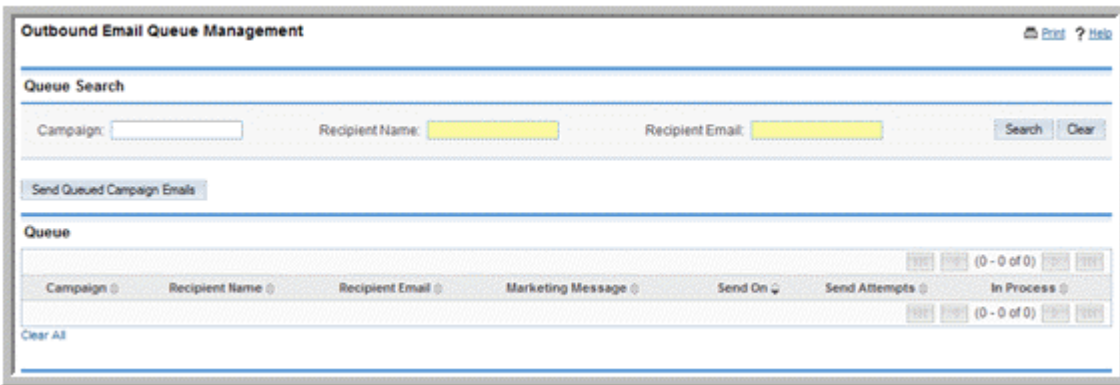 Outbound Email Queue Management
Print ? Help
Queue Search
Campaign: Recipient Name: Recipient Email: Search Clear
Send Queued Campaign Emails
Queue
(0 - 0 of 0)
Campaign Recipient Name Recipient Email Marketing Message Send On Send Attempts In Process
(0 - 0 of 0)
Clear All